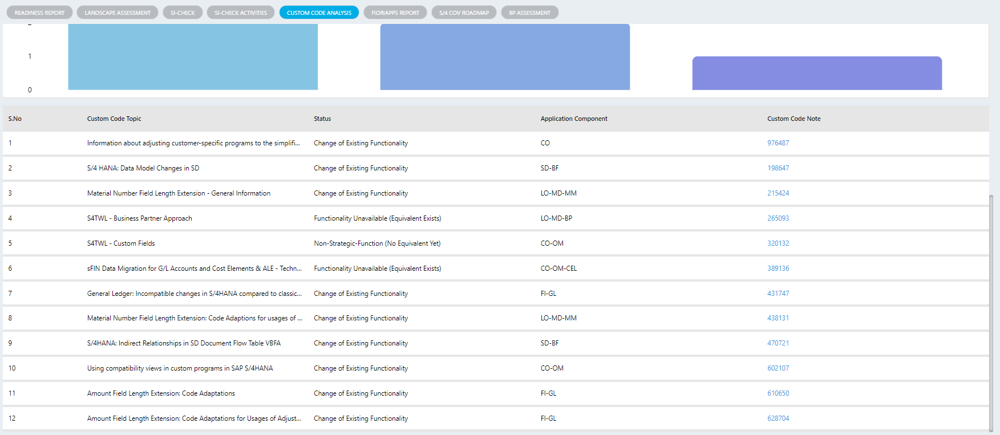 READINESS REPORT LANDSCAPE ASSESSMENT SI-CHECK SI-CHECK ACTIVITIES CUSTOM CODE ANALYSIS FIORIAPPS REPORT S/4 COV ROADMAP BP ASSESSMENT
1
0
S.No Custom Code Topic Status Application Component Custom Code Note
1 Information about adjusting customer-specific programs to the simplifi... Change of Existing Functionality CO 976487
2 S/4 HANA: Data Model Changes in SD Change of Existing Functionality SD-BF 198647
3 Material Number Field Length Extension - General Information Change of Existing Functionality LO-MD-MM 215424
4 S4TWL - Business Partner Approach Functionality Unavailable (Equivalent Exists) LO-MD-BP 265093
5 S4TWL - Custom Fields Non-Strategic-Function (No Equivalent Yet) CO-OM 320132
6 sFIN Data Migration for G/L Accounts and Cost Elements & ALE - Techn... Functionality Unavailable (Equivalent Exists) CO-OM-CEL 389136
7 General Ledger: Incompatible changes in S/4HANA compared to classic... Change of Existing Functionality FI-GL 431747
8 Material Number Field Length Extension: Code Adaptions for usages of ... Change of Existing Functionality LO-MD-MM 438131
9 S/4HANA: Indirect Relationships in SD Document Flow Table VBFA Change of Existing Functionality SD-BF 470721
10 Using compatibility views in custom programs in SAP S/4HANA Change of Existing Functionality CO-OM 602107
11 Amount Field Length Extension: Code Adaptations Change of Existing Functionality FI-GL 610650
12 Amount Field Length Extension: Code Adaptations for Usages of Adjust... Change of Existing Functionality FI-GL 628704